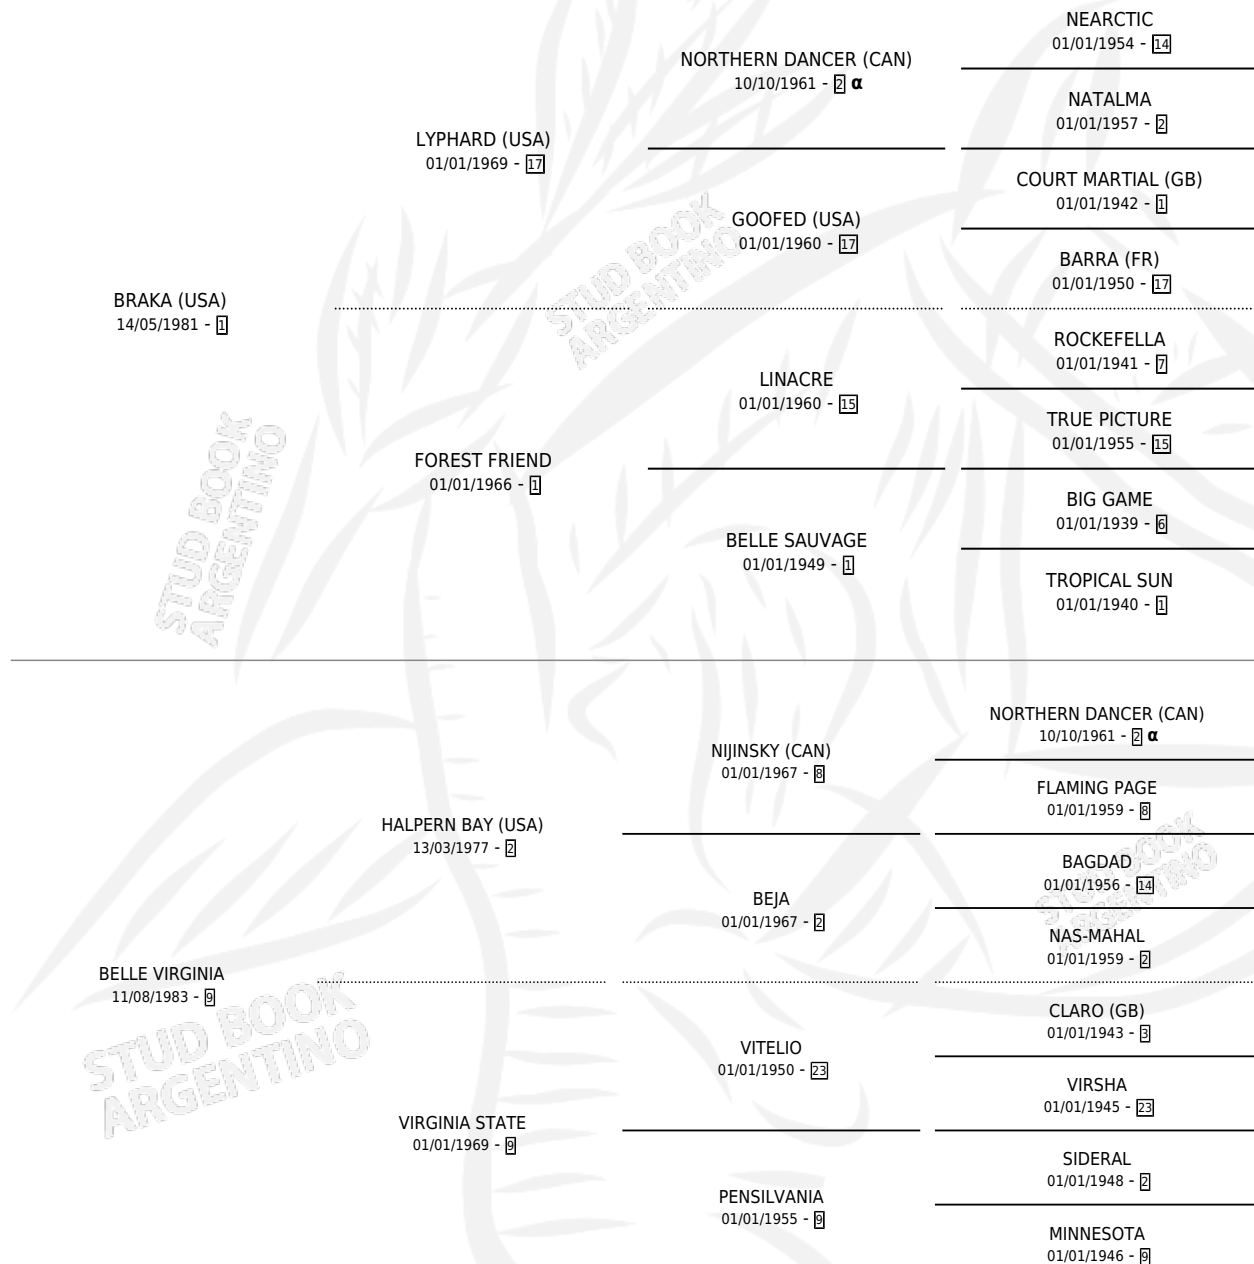 NEARCTIC
01/01/1954 - 14
NORTHERN DANCER (CAN)
10/10/1961 - 2 α
NATALMA
01/01/1957 - 2
LYPHARD (USA)
01/01/1969 - 17
COURT MARTIAL (GB)
01/01/1942 - 1
GOOFED (USA)
01/01/1960 - 17
BARRA (FR)
01/01/1950 - 17
BRAKA (USA)
14/05/1981 - 1
ROCKEFELLA
01/01/1941 - 7
LINACRE
01/01/1960 - 15
TRUE PICTURE
01/01/1955 - 15
FOREST FRIEND
01/01/1966 - 1
BIG GAME
01/01/1939 - 6
BELLE SAUVAGE
01/01/1949 - 1
TROPICAL SUN
01/01/1940 - 1
NORTHERN DANCER (CAN)
10/10/1961 - 2 α
NIJINSKY (CAN)
01/01/1967 - 8
FLAMING PAGE
01/01/1959 - 8
HALPERN BAY (USA)
13/03/1977 - 2
BAGDAD
01/01/1956 - 14
BEJA
01/01/1967 - 2
NAS-MAHAL
01/01/1959 - 2
BELLE VIRGINIA
11/08/1983 - 9
CLARO (GB)
01/01/1943 - 3
VITELIO
01/01/1950 - 23
VIRSHA
01/01/1945 - 23
VIRGINIA STATE
01/01/1969 - 9
SIDERAL
01/01/1948 - 2
PENSILVANIA
01/01/1955 - 9
MINNESOTA
01/01/1946 - 9
STUD BOOK
ARGENTINO
STUD BOOK
ARGENTINO
STUD BOOK
ARGENTINO
STUD BOOK
ARGENTINO